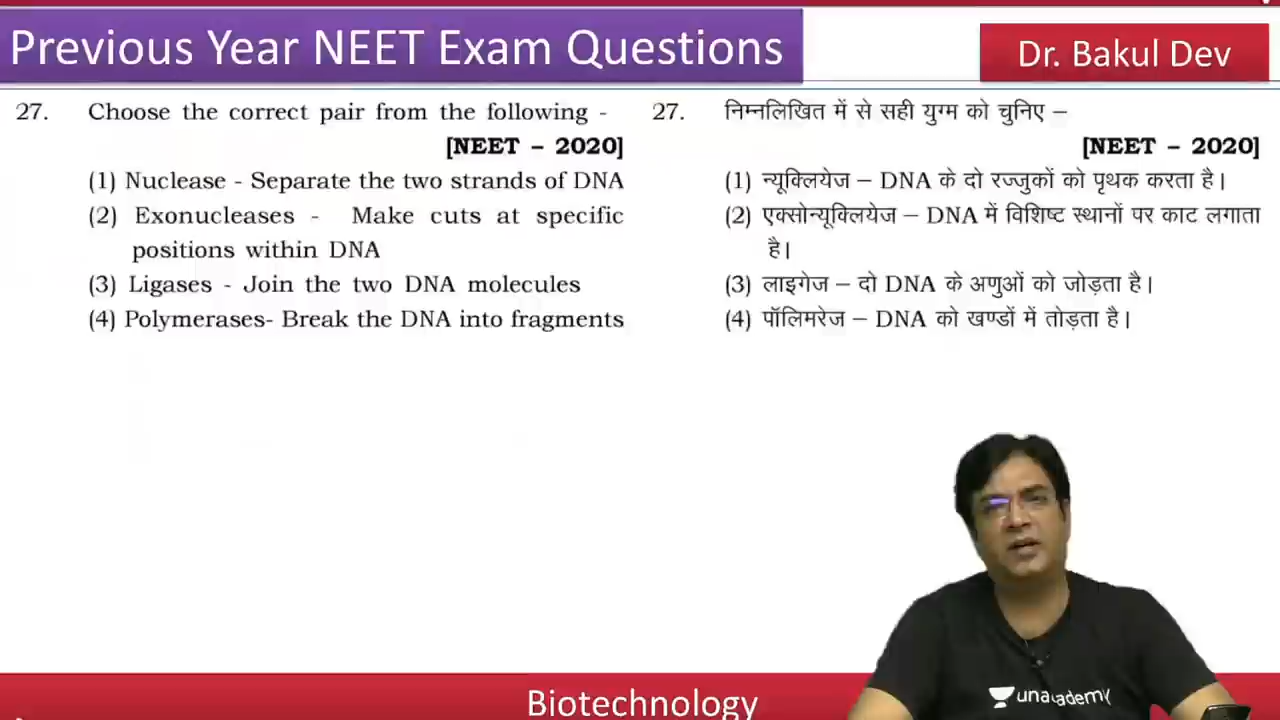 Previous Year NEET Exam Questions
Dr. Bakul Dev
27. Choose the correct pair from the following -
[NEET – 2020]
(1) Nuclease - Separate the two strands of DNA
(2) Exonucleases - Make cuts at specific
positions within DNA
(3) Ligases - Join the two DNA molecules
(4) Polymerases- Break the DNA into fragments
27. निम्नलिखित में से सही युग्म को चुनिए –
[NEET – 2020]
(1) न्यूक्लियेज – DNA के दो रज्जुकों को पृथक करता है।
(2) एक्सोन्यूक्लियेज – DNA में विशिष्ट स्थानों पर काट लगाता
है।
(3) लाइगेज – दो DNA के अणुओं को जोड़ता है।
(4) पॉलिमरेज – DNA को खण्डों में तोड़ता है।
unacademy
Biotechnology